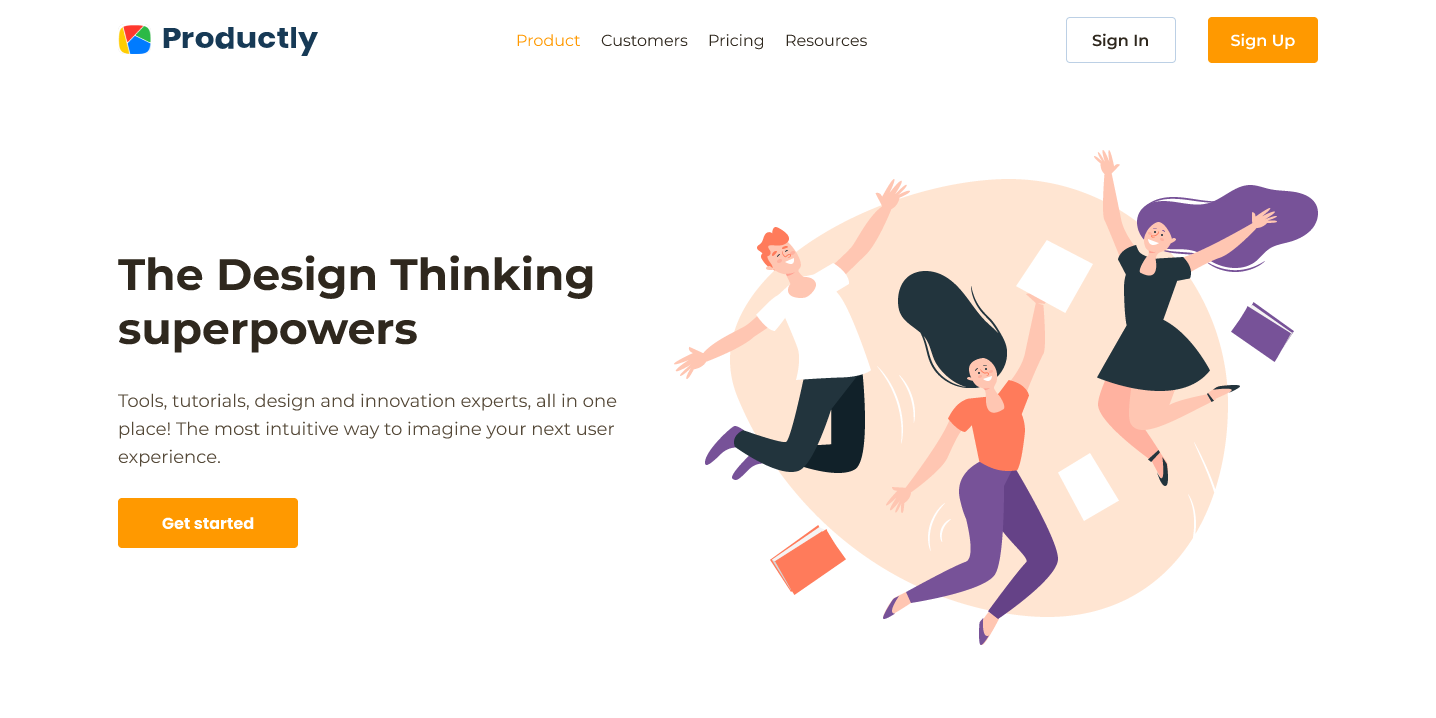 Productly
Product Customers Pricing Resources
Sign In
Sign Up
The Design Thinking
superpowers
Tools, tutorials, design and innovation experts, all in one
place! The most intuitive way to imagine your next user
experience.
Get started